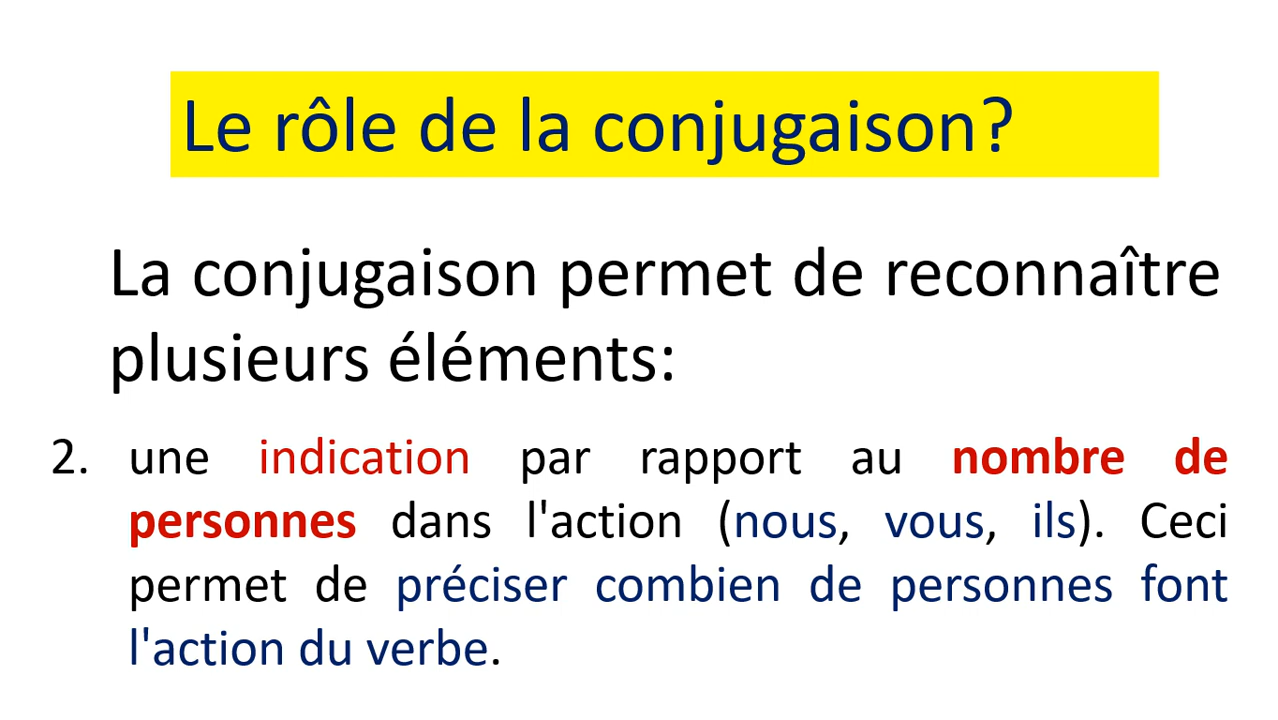 Le rôle de la conjugaison?
La conjugaison permet de reconnaître
plusieurs éléments:
2. une indication par rapport au nombre de
personnes dans l'action (nous, vous, ils). Ceci
permet de préciser combien de personnes font
l'action du verbe.